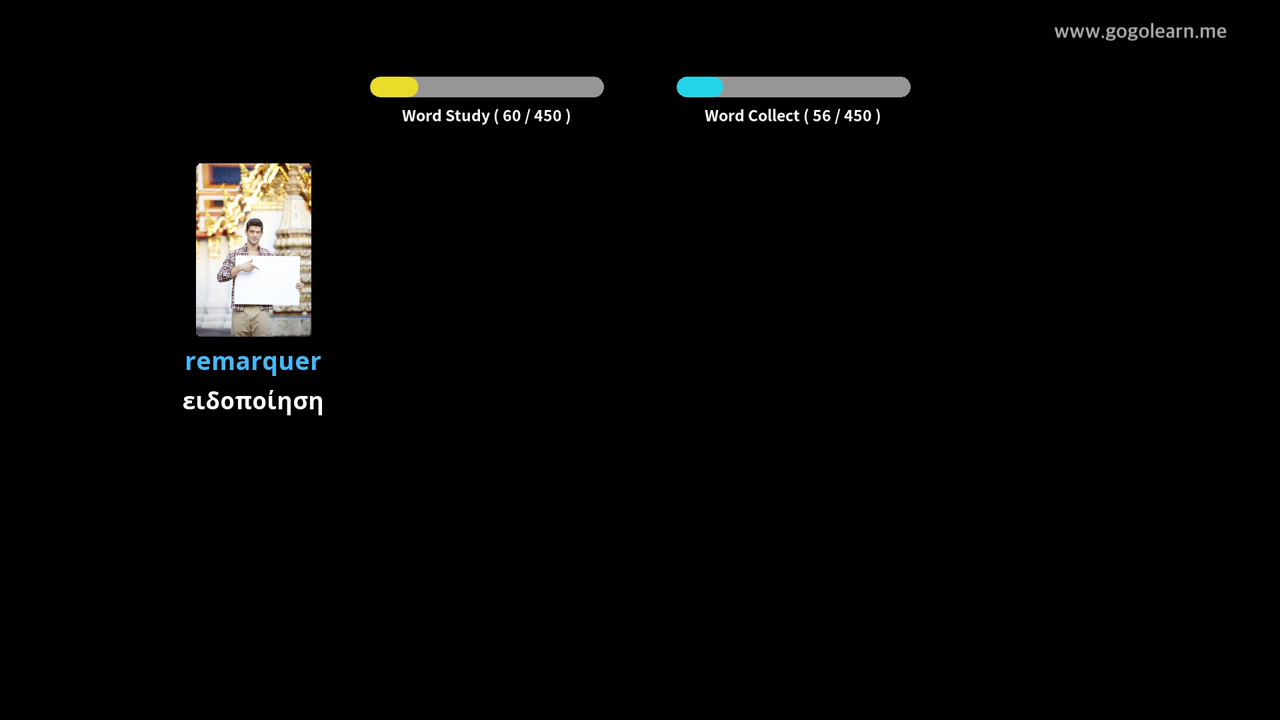 www.gogolearn.me
Word Study ( 60 / 450 )
Word Collect ( 56 / 450 )
remarquer
ειδοποίηση